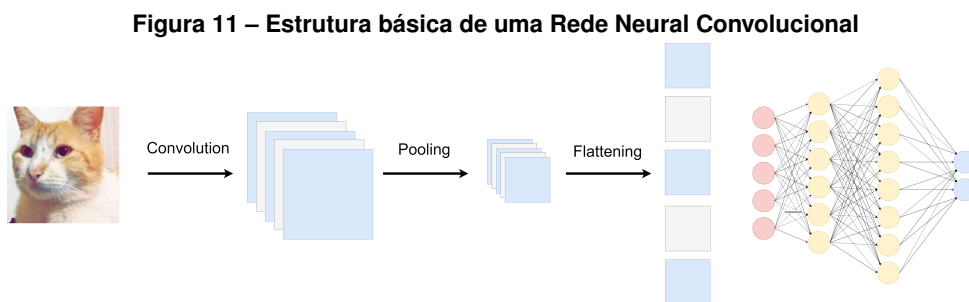 Figura 11 – Estrutura básica de uma Rede Neural Convolucional
Convolution
Pooling
Flattening